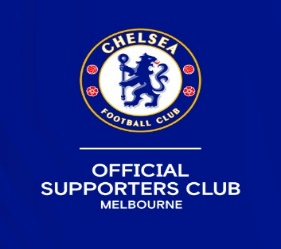 CHELSEA
FOOTBALL CLUB
OFFICIAL
SUPPORTERS CLUB
MELBOURNE